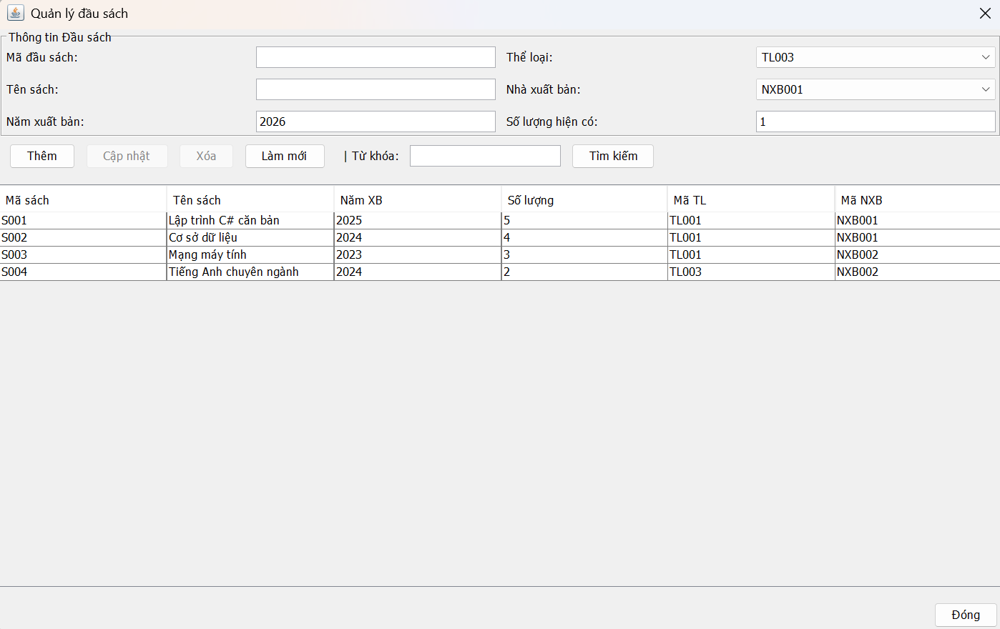 Quản lý đầu sách
Thông tin Đầu sách
Mã đầu sách: Thể loại: TL003
Tên sách: Nhà xuất bản: NXB001
Năm xuất bản: 2026 Số lượng hiện có: 1
Thêm Cập nhật Xóa Làm mới | Từ khóa: Tìm kiếm
Mã sách Tên sách Năm XB Số lượng Mã TL Mã NXB
S001 Lập trình C# căn bản 2025 5 TL001 NXB001
S002 Cơ sở dữ liệu 2024 4 TL001 NXB001
S003 Mạng máy tính 2023 3 TL001 NXB002
S004 Tiếng Anh chuyên ngành 2024 2 TL003 NXB002
Đóng